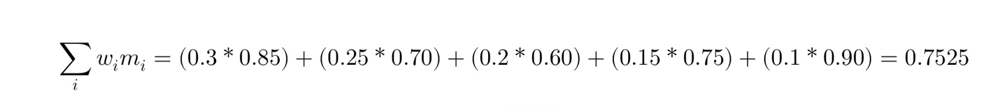 ∑_i w_i m_i = (0.3 * 0.85) + (0.25 * 0.70) + (0.2 * 0.60) + (0.15 * 0.75) + (0.1 * 0.90) = 0.7525